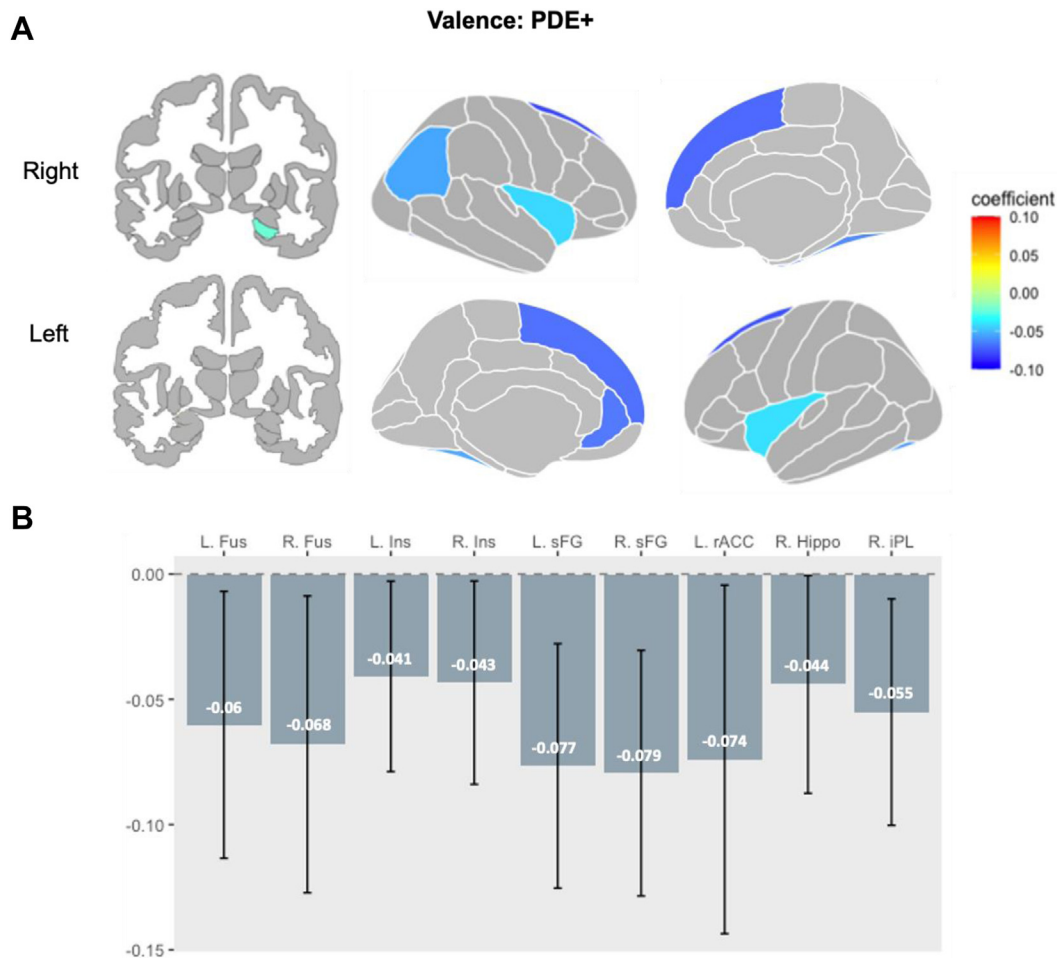 Valence: PDE+
A
Right
Left
coefficient
0.10
0.05
0.00
-0.05
-0.10
B
L. Fus R. Fus L. Ins R. Ins L. sFG R. sFG L. rACC R. Hippo R. iPL
0.00
-0.05
-0.10
-0.15
-0.06 -0.068 -0.041 -0.043 -0.077 -0.079 -0.074 -0.044 -0.055